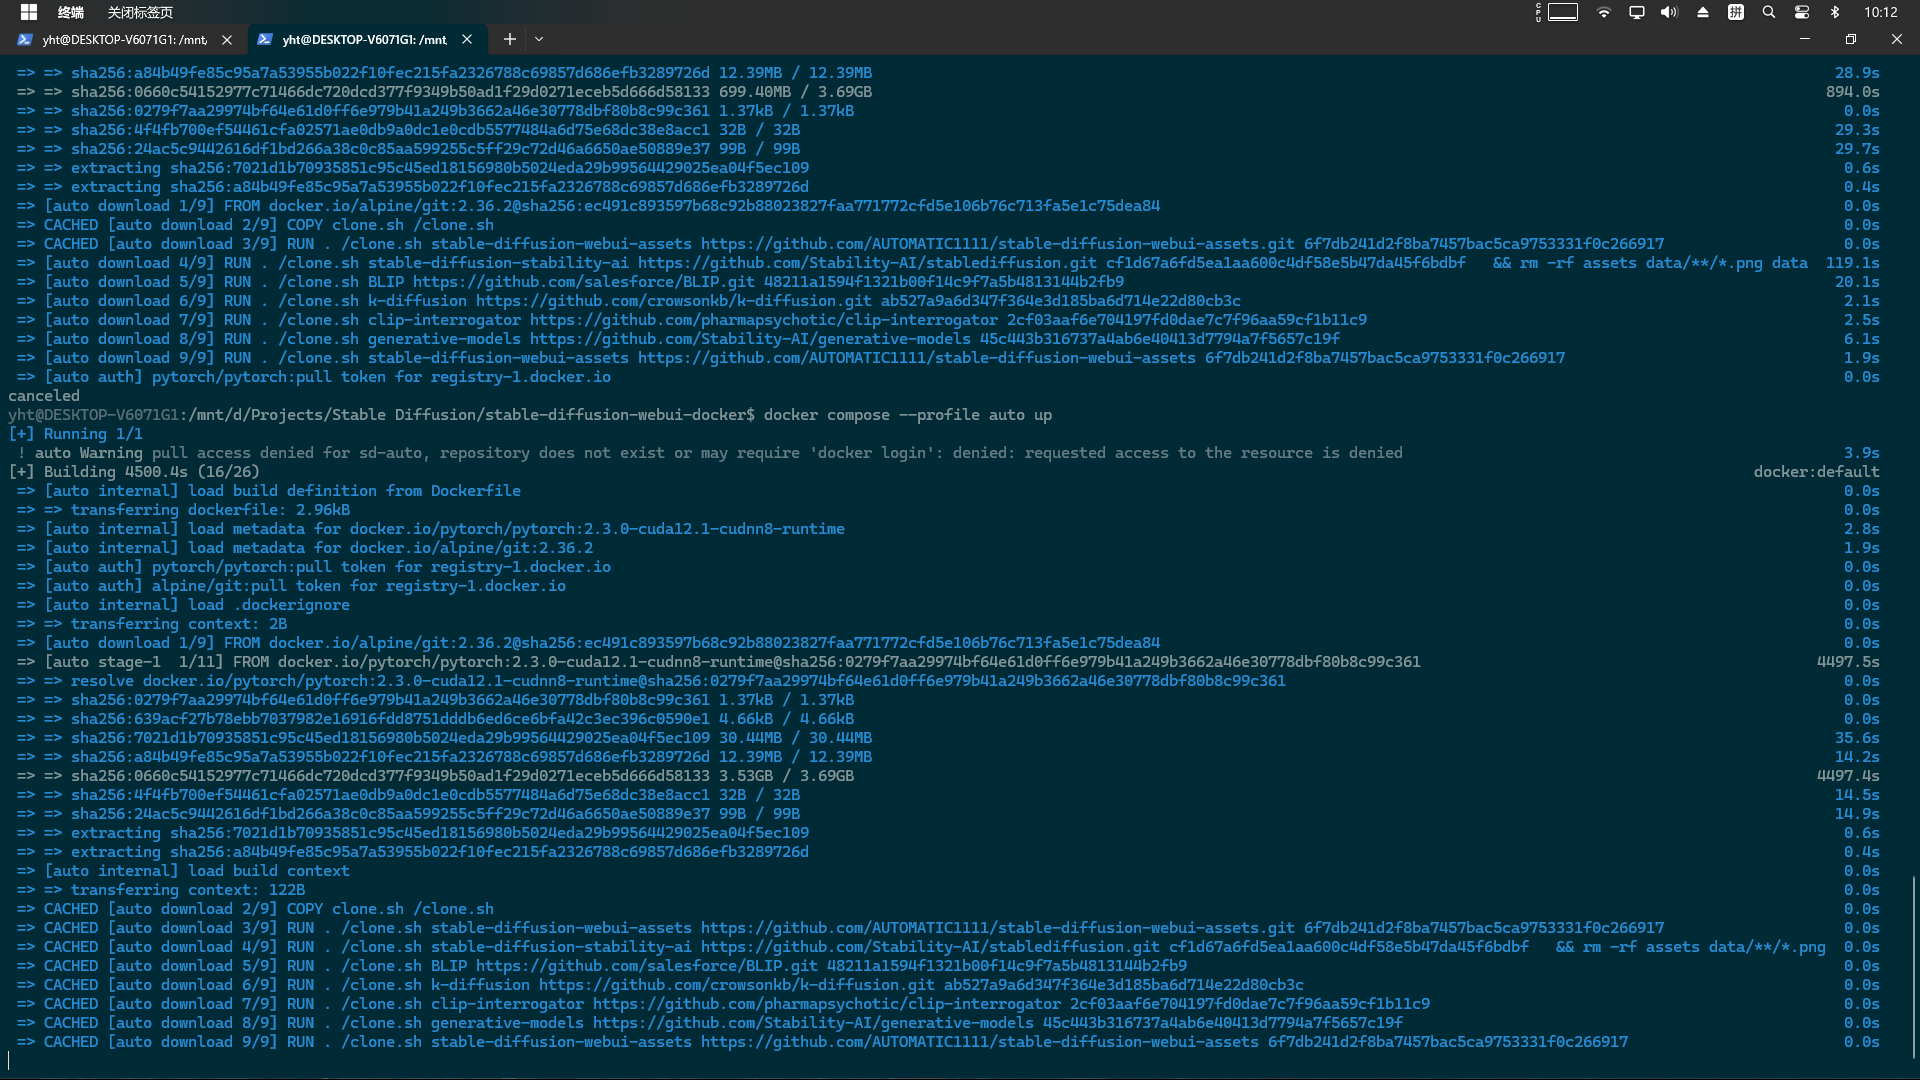 终端 关闭标签页 CPU 拼 10:12
yht@DESKTOP-V6071G1: /mnt, yht@DESKTOP-V6071G1: /mnt,
=> => sha256:a84b49fe85c95a7a53955b022f10fec215fa2326788c69857d686efb3289726d 12.39MB / 12.39MB 28.9s
=> => sha256:0660c54152977c71466dc720dcd377f9349b50ad1f29d0271eceb5d666d58133 699.40MB / 3.69GB 894.0s
=> => sha256:0279f7aa29974bf64e61d0ff6e979b41a249b3662a46e30778dbf80b8c99c361 1.37kB / 1.37kB 0.0s
=> => sha256:4f4fb700ef54461cfa02571ae0db9a0dc1e0cdb5577484a6d75e68dc38e8acc1 32B / 32B 29.3s
=> => sha256:24ac5c9442616df1bd266a38c0c85aa599255c5ff29c72d46a6650ae50889e37 99B / 99B 29.7s
=> => extracting sha256:7021d1b70935851c95c45ed18156980b5024eda29b99564429025ea04f5ec109 0.6s
=> => extracting sha256:a84b49fe85c95a7a53955b022f10fec215fa2326788c69857d686efb3289726d 0.4s
=> [auto download 1/9] FROM docker.io/alpine/git:2.36.2@sha256:ec491c893597b68c92b88023827faa771772cfd5e106b76c713fa5e1c75dea84 0.0s
=> CACHED [auto download 2/9] COPY clone.sh /clone.sh 0.0s
=> CACHED [auto download 3/9] RUN . /clone.sh stable-diffusion-webui-assets https://github.com/AUTOMATIC1111/stable-diffusion-webui-assets.git 6f7db241d2f8ba7457bac5ca9753331f0c266917 0.0s
=> [auto download 4/9] RUN . /clone.sh stable-diffusion-stability-ai https://github.com/Stability-AI/stablediffusion.git cf1d67a6fd5ea1aa600c4df58e5b47da45f6bdbf && rm -rf assets data/**/*.png data 119.1s
=> [auto download 5/9] RUN . /clone.sh BLIP https://github.com/salesforce/BLIP.git 48211a1594f1321b00f14c9f7a5b4813144b2fb9 20.1s
=> [auto download 6/9] RUN . /clone.sh k-diffusion https://github.com/crowsonkb/k-diffusion.git ab527a9a6d347f364e3d185ba6d714e22d80cb3c 2.1s
=> [auto download 7/9] RUN . /clone.sh clip-interrogator https://github.com/pharmapsychotic/clip-interrogator 2cf03aaf6e704197fd0dae7c7f96aa59cf1b11c9 2.5s
=> [auto download 8/9] RUN . /clone.sh generative-models https://github.com/Stability-AI/generative-models 45c443b316737a4ab6e40413d7794a7f5657c19f 6.1s
=> [auto download 9/9] RUN . /clone.sh stable-diffusion-webui-assets https://github.com/AUTOMATIC1111/stable-diffusion-webui-assets 6f7db241d2f8ba7457bac5ca9753331f0c266917 1.9s
=> [auto auth] pytorch/pytorch:pull token for registry-1.docker.io 0.0s
canceled
yht@DESKTOP-V6071G1:/mnt/d/Projects/Stable Diffusion/stable-diffusion-webui-docker$ docker compose --profile auto up
[+] Running 1/1
! auto Warning pull access denied for sd-auto, repository does not exist or may require 'docker login': denied: requested access to the resource is denied 3.9s
[+] Building 4500.4s (16/26) docker:default
=> [auto internal] load build definition from Dockerfile 0.0s
=> => transferring dockerfile: 2.96kB 0.0s
=> [auto internal] load metadata for docker.io/pytorch/pytorch:2.3.0-cuda12.1-cudnn8-runtime 2.8s
=> [auto internal] load metadata for docker.io/alpine/git:2.36.2 1.9s
=> [auto auth] pytorch/pytorch:pull token for registry-1.docker.io 0.0s
=> [auto auth] alpine/git:pull token for registry-1.docker.io 0.0s
=> [auto internal] load .dockerignore 0.0s
=> => transferring context: 2B 0.0s
=> [auto download 1/9] FROM docker.io/alpine/git:2.36.2@sha256:ec491c893597b68c92b88023827faa771772cfd5e106b76c713fa5e1c75dea84 0.0s
=> [auto stage-1 1/11] FROM docker.io/pytorch/pytorch:2.3.0-cuda12.1-cudnn8-runtime@sha256:0279f7aa29974bf64e61d0ff6e979b41a249b3662a46e30778dbf80b8c99c361 4497.5s
=> => resolve docker.io/pytorch/pytorch:2.3.0-cuda12.1-cudnn8-runtime@sha256:0279f7aa29974bf64e61d0ff6e979b41a249b3662a46e30778dbf80b8c99c361 0.0s
=> => sha256:0279f7aa29974bf64e61d0ff6e979b41a249b3662a46e30778dbf80b8c99c361 1.37kB / 1.37kB 0.0s
=> => sha256:639acf27b78ebb7037982e16916fdd8751dddb6ed6ce6bfa42c3ec396c0590e1 4.66kB / 4.66kB 0.0s
=> => sha256:7021d1b70935851c95c45ed18156980b5024eda29b99564429025ea04f5ec109 30.44MB / 30.44MB 35.6s
=> => sha256:a84b49fe85c95a7a53955b022f10fec215fa2326788c69857d686efb3289726d 12.39MB / 12.39MB 14.2s
=> => sha256:0660c54152977c71466dc720dcd377f9349b50ad1f29d0271eceb5d666d58133 3.53GB / 3.69GB 4497.4s
=> => sha256:4f4fb700ef54461cfa02571ae0db9a0dc1e0cdb5577484a6d75e68dc38e8acc1 32B / 32B 14.5s
=> => sha256:24ac5c9442616df1bd266a38c0c85aa599255c5ff29c72d46a6650ae50889e37 99B / 99B 14.9s
=> => extracting sha256:7021d1b70935851c95c45ed18156980b5024eda29b99564429025ea04f5ec109 0.6s
=> => extracting sha256:a84b49fe85c95a7a53955b022f10fec215fa2326788c69857d686efb3289726d 0.4s
=> [auto internal] load build context 0.0s
=> => transferring context: 122B 0.0s
=> CACHED [auto download 2/9] COPY clone.sh /clone.sh 0.0s
=> CACHED [auto download 3/9] RUN . /clone.sh stable-diffusion-webui-assets https://github.com/AUTOMATIC1111/stable-diffusion-webui-assets.git 6f7db241d2f8ba7457bac5ca9753331f0c266917 0.0s
=> CACHED [auto download 4/9] RUN . /clone.sh stable-diffusion-stability-ai https://github.com/Stability-AI/stablediffusion.git cf1d67a6fd5ea1aa600c4df58e5b47da45f6bdbf && rm -rf assets data/**/*.png 0.0s
=> CACHED [auto download 5/9] RUN . /clone.sh BLIP https://github.com/salesforce/BLIP.git 48211a1594f1321b00f14c9f7a5b4813144b2fb9 0.0s
=> CACHED [auto download 6/9] RUN . /clone.sh k-diffusion https://github.com/crowsonkb/k-diffusion.git ab527a9a6d347f364e3d185ba6d714e22d80cb3c 0.0s
=> CACHED [auto download 7/9] RUN . /clone.sh clip-interrogator https://github.com/pharmapsychotic/clip-interrogator 2cf03aaf6e704197fd0dae7c7f96aa59cf1b11c9 0.0s
=> CACHED [auto download 8/9] RUN . /clone.sh generative-models https://github.com/Stability-AI/generative-models 45c443b316737a4ab6e40413d7794a7f5657c19f 0.0s
=> CACHED [auto download 9/9] RUN . /clone.sh stable-diffusion-webui-assets https://github.com/AUTOMATIC1111/stable-diffusion-webui-assets 6f7db241d2f8ba7457bac5ca9753331f0c266917 0.0s